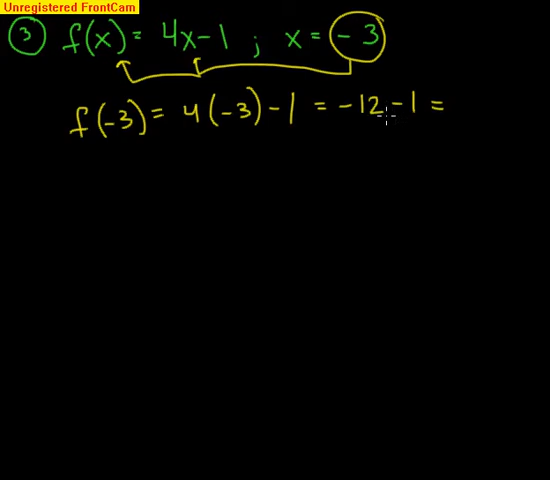 Unregistered FrontCam
3 f(x) = 4x-1 ; x = -3
f(-3) = 4(-3) - 1 = -12 - 1 =